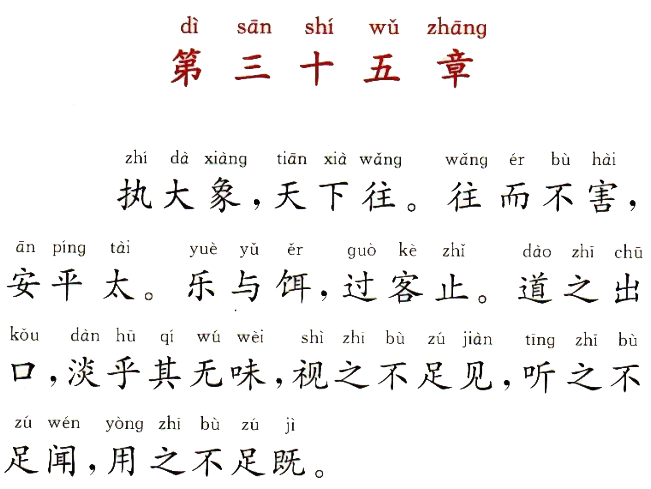 dì sān shí wǔ zhāng
第三十五章
zhí dà xiàng tiān xià wǎng wǎng ér bù hài
执大象，天下往。往而不害，
ān píng tài yuè yǔ ěr guò kè zhǐ dào zhī chū
安平太。乐与饵，过客止。道之出
kǒu dàn hū qí wú wèi shì zhī bù zú jiàn tīng zhī bù
口，淡乎其无味，视之不足见，听之不
zú wén yòng zhī bù zú jì
足闻，用之不足既。